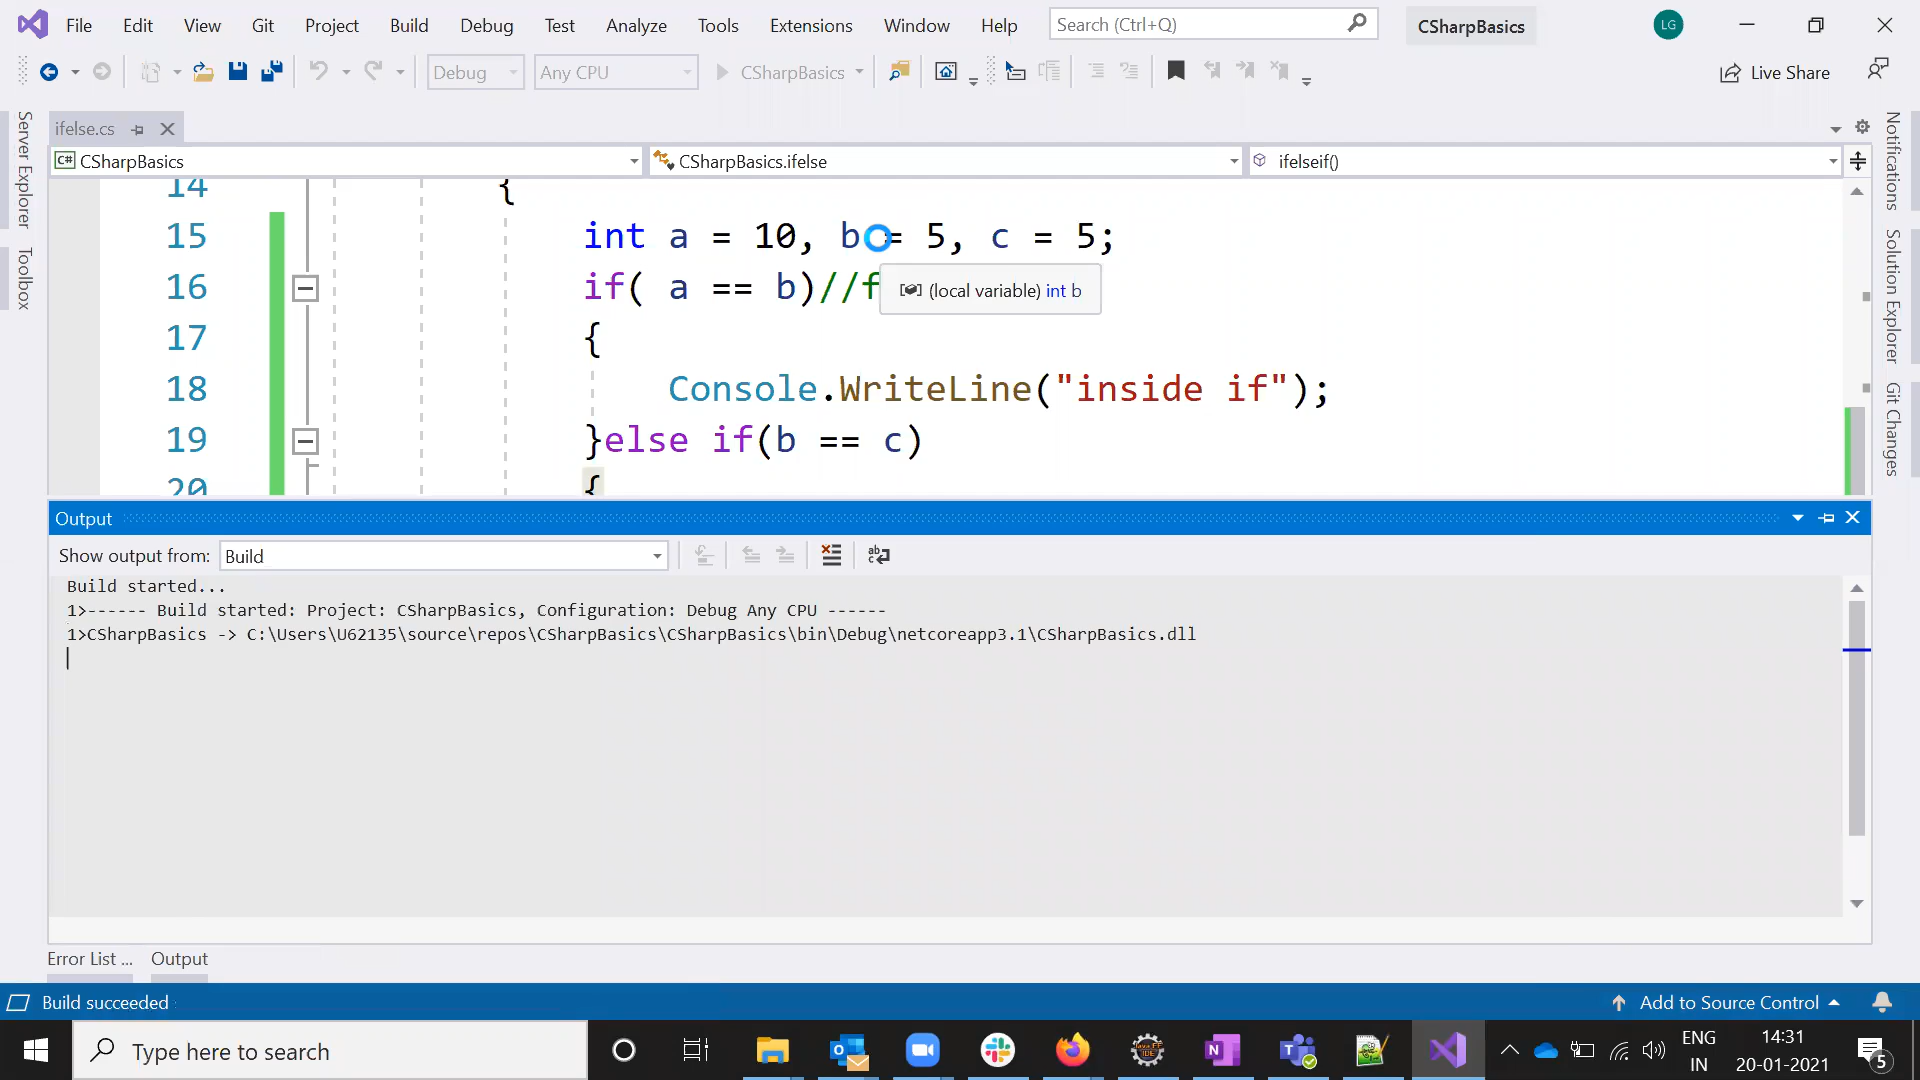 File Edit View Git Project Build Debug Test Analyze Tools Extensions Window Help Search (Ctrl+Q) CSharpBasics LG
Debug Any CPU CSharpBasics Live Share
Server Explorer
Toolbox
ifelse.cs
C# CSharpBasics CSharpBasics.ifelse ifelseif()
14 {
15 int a = 10, b = 5, c = 5;
16 if( a == b)//f
(local variable) int b
17 {
18 Console.WriteLine("inside if");
19 }else if(b == c)
20 {
Notifications
Solution Explorer
Git Changes
Output
Show output from: Build
Build started...
1>------ Build started: Project: CSharpBasics, Configuration: Debug Any CPU ------
1>CSharpBasics -> C:\Users\U62135\source\repos\CSharpBasics\CSharpBasics\bin\Debug\netcoreapp3.1\CSharpBasics.dll
Error List ... Output
Build succeeded Add to Source Control
Type here to search ENG 14:31
IN 20-01-2021 5